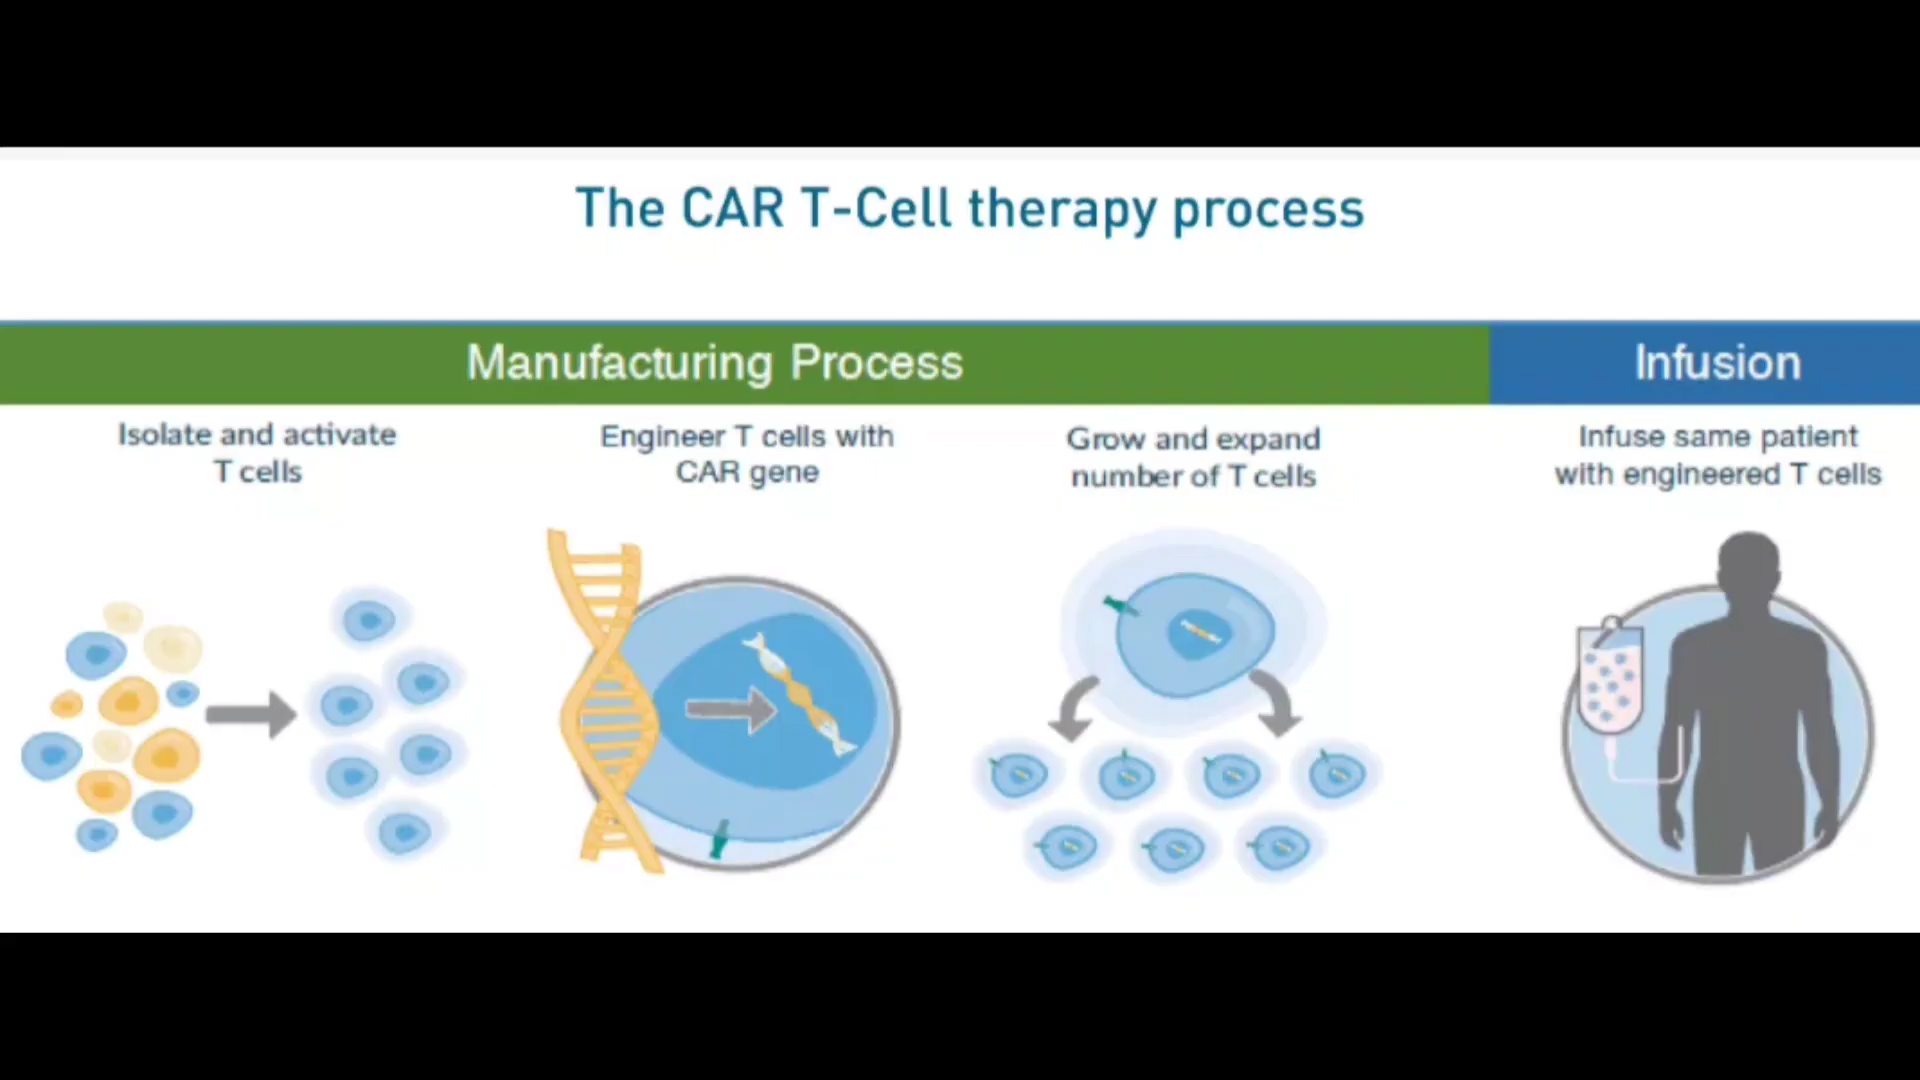 The CAR T-Cell therapy process
Manufacturing Process
Infusion
Isolate and activate
T cells
Engineer T cells with
CAR gene
Grow and expand
number of T cells
Infuse same patient
with engineered T cells